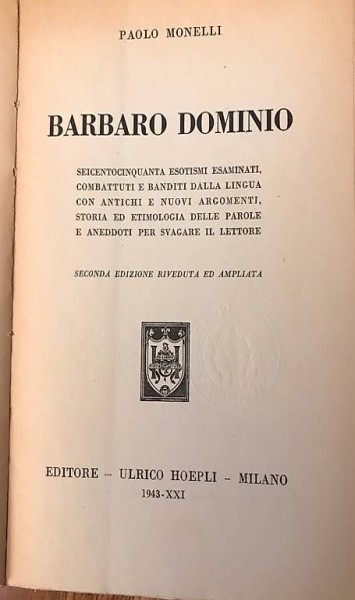 PAOLO MONELLI
BARBARO DOMINIO
SEICENTOCINQUANTA ESOTISMI ESAMINATI,
COMBATTUTI E BANDITI DALLA LINGUA
CON ANTICHI E NUOVI ARGOMENTI,
STORIA ED ETIMOLOGIA DELLE PAROLE
E ANEDDOTI PER SVAGARE IL LETTORE
SECONDA EDIZIONE RIVEDUTA ED AMPLIATA
EDITORE - ULRICO HOEPLI - MILANO
1943-XXI